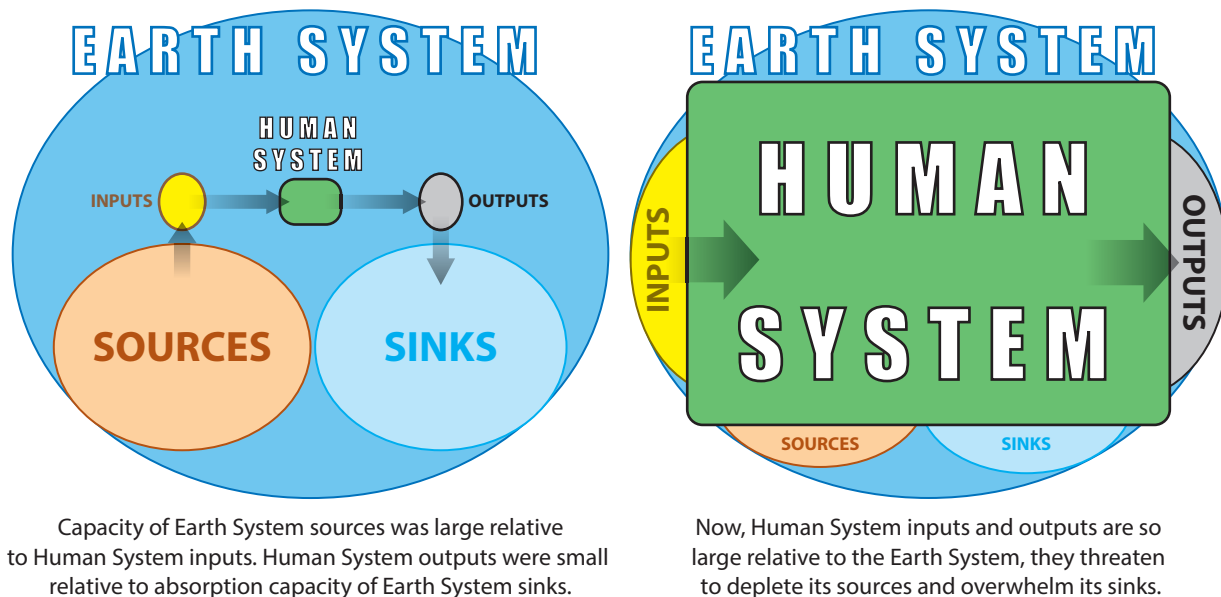 EARTH SYSTEM
HUMAN
SYSTEM
INPUTS
OUTPUTS
SOURCES
SINKS
Capacity of Earth System sources was large relative
to Human System inputs. Human System outputs were small
relative to absorption capacity of Earth System sinks.
EARTH SYSTEM
HUMAN
SYSTEM
INPUTS
OUTPUTS
SOURCES
SINKS
Now, Human System inputs and outputs are so
large relative to the Earth System, they threaten
to deplete its sources and overwhelm its sinks.